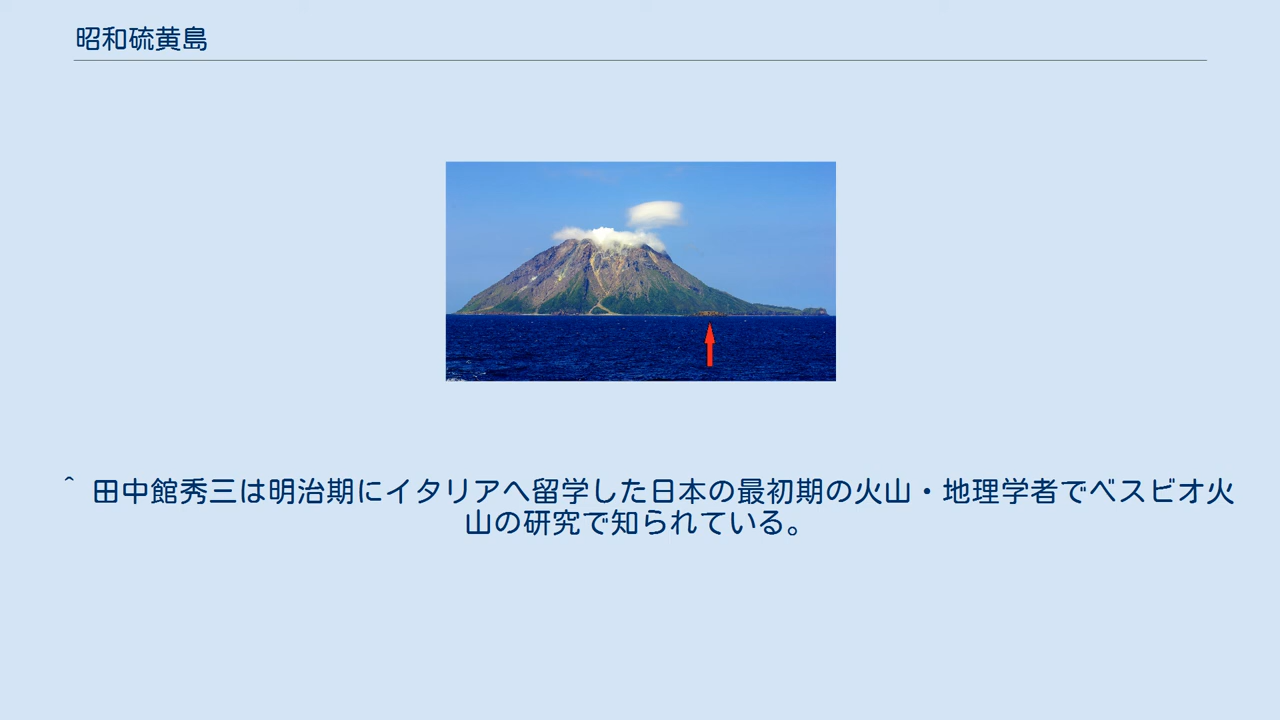 昭和硫黄島
^ 田中館秀三は明治期にイタリアへ留学した日本の最初期の火山・地理学者でベスビオ火
山の研究で知られている。